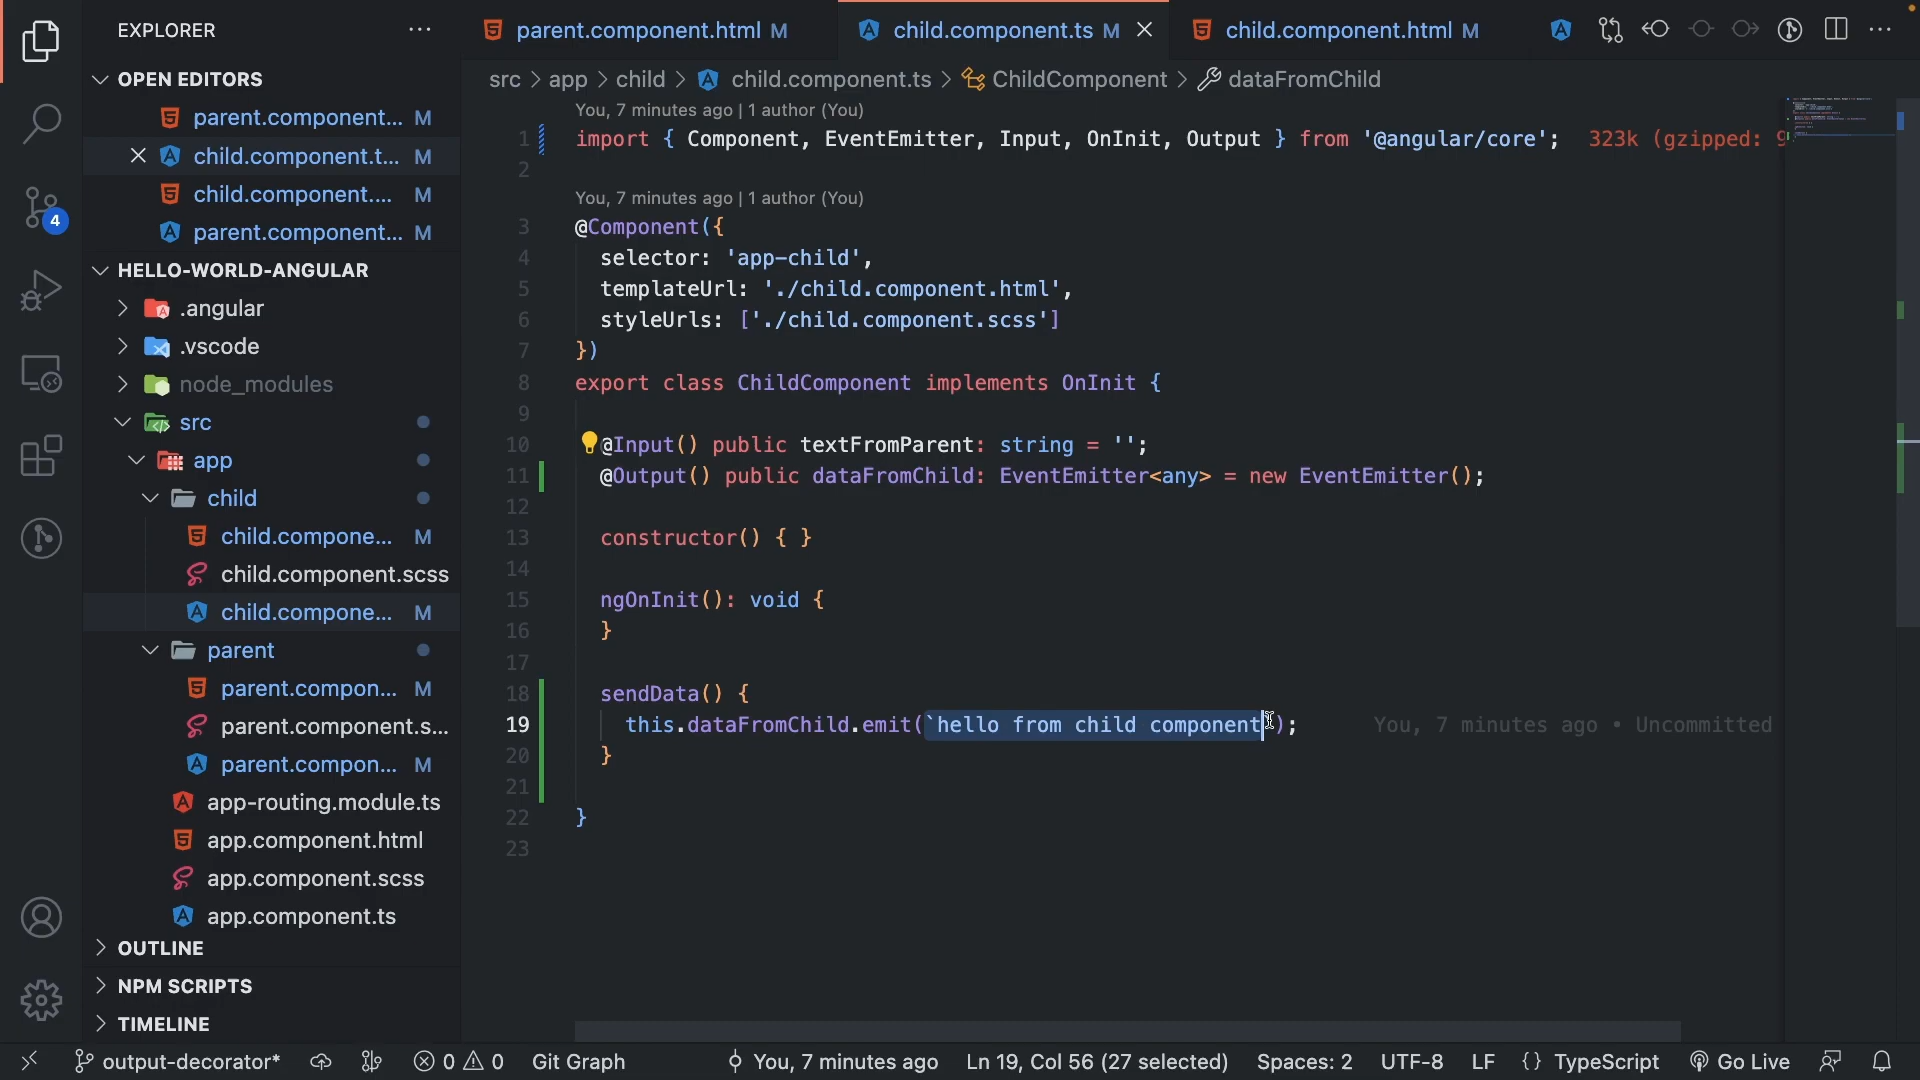 EXPLORER
OPEN EDITORS
parent.component... M
child.component.t... M
child.component.... M
parent.component... M
HELLO-WORLD-ANGULAR
.angular
.vscode
node_modules
src
app
child
child.compone... M
child.component.scss
child.compone... M
parent
parent.compon... M
parent.component.s...
parent.compon... M
app-routing.module.ts
app.component.html
app.component.scss
app.component.ts
OUTLINE
NPM SCRIPTS
TIMELINE
4
parent.component.html M
child.component.ts M
child.component.html M
src > app > child > child.component.ts > ChildComponent > dataFromChild
You, 7 minutes ago | 1 author (You)
1 import { Component, EventEmitter, Input, OnInit, Output } from '@angular/core'; 323k (gzipped:
2
You, 7 minutes ago | 1 author (You)
3 @Component({
4 selector: 'app-child',
5 templateUrl: './child.component.html',
6 styleUrls: ['./child.component.scss']
7 })
8 export class ChildComponent implements OnInit {
9
10 @Input() public textFromParent: string = '';
11 @Output() public dataFromChild: EventEmitter<any> = new EventEmitter();
12
13 constructor() { }
14
15 ngOnInit(): void {
16 }
17
18 sendData() {
19 this.dataFromChild.emit(`hello from child component`); You, 7 minutes ago • Uncommitted
20 }
21
22 }
23
output-decorator* 0 0 Git Graph You, 7 minutes ago Ln 19, Col 56 (27 selected) Spaces: 2 UTF-8 LF {} TypeScript Go Live